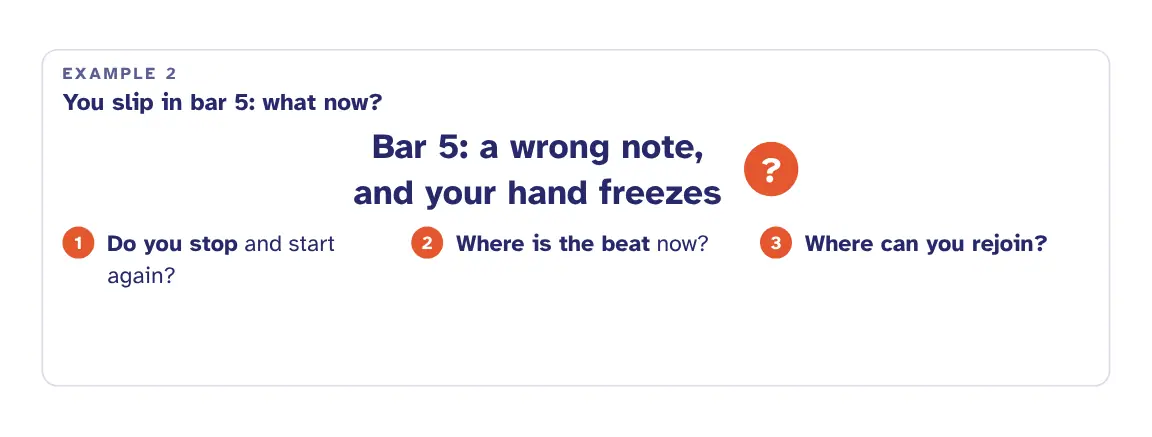 EXAMPLE 2
You slip in bar 5: what now?
Bar 5: a wrong note,
and your hand freezes
?
1 Do you stop and start
again?
2 Where is the beat now?
3 Where can you rejoin?